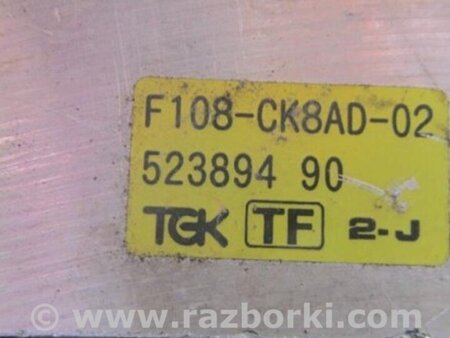 F108-CK8AD-02
523894 90
TGK TF 2-J
© www.razborki.com